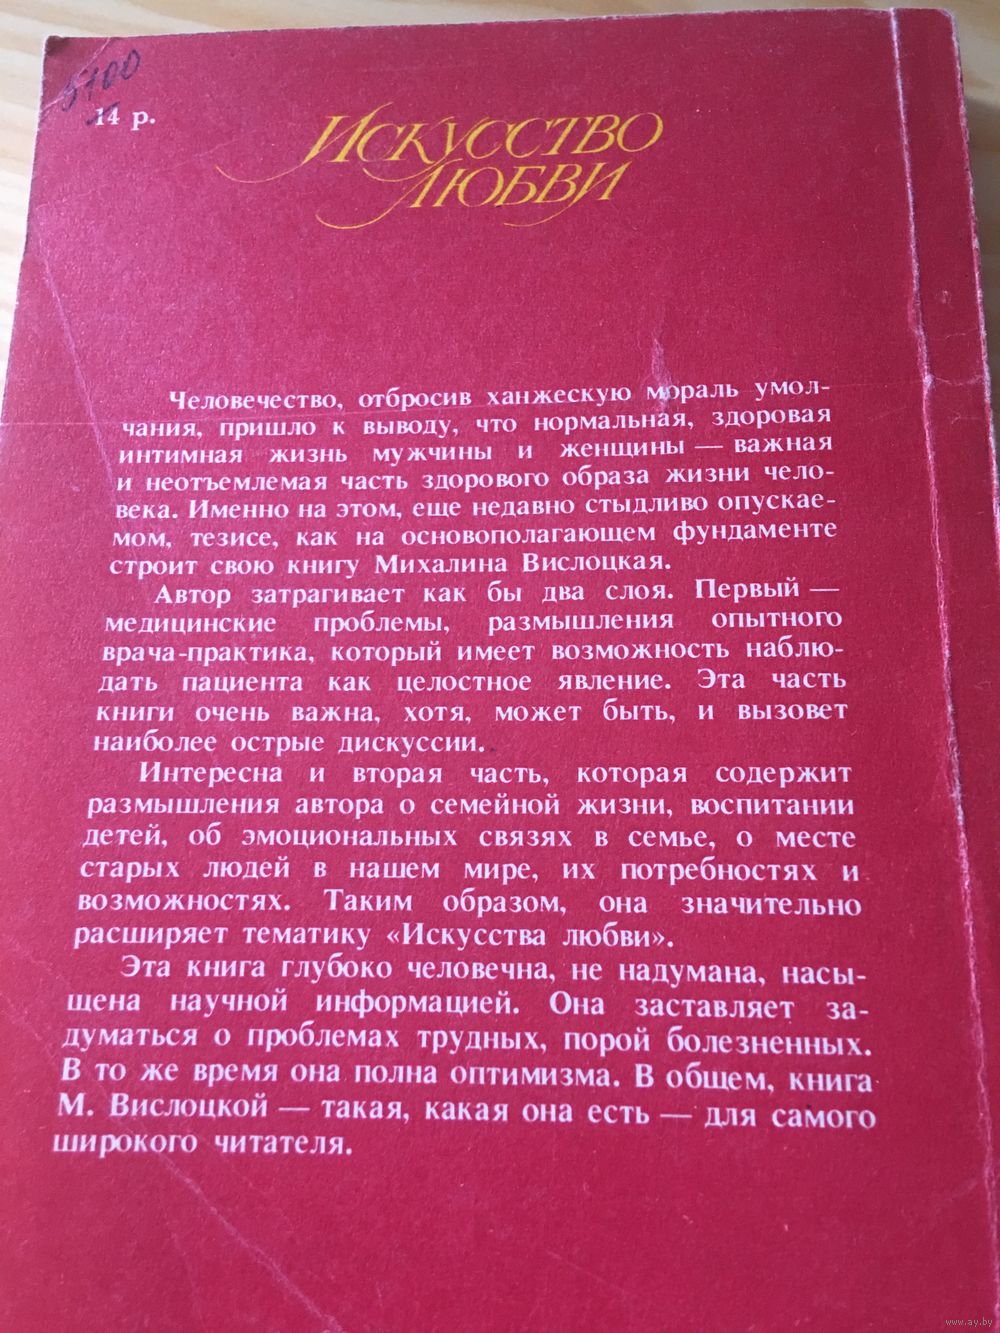 5100
14 р.
Искусство
любви
Человечество, отбросив ханжескую мораль умол-
чания, пришло к выводу, что нормальная, здоровая
интимная жизнь мужчины и женщины — важная
и неотъемлемая часть здорового образа жизни чело-
века. Именно на этом, еще недавно стыдливо опускае-
мом, тезисе, как на основополагающем фундаменте
строит свою книгу Михалина Вислоцкая.
Автор затрагивает как бы два слоя. Первый —
медицинские проблемы, размышления опытного
врача-практика, который имеет возможность наблю-
дать пациента как целостное явление. Эта часть
книги очень важна, хотя, может быть, и вызовет
наиболее острые дискуссии.
Интересна и вторая часть, которая содержит
размышления автора о семейной жизни, воспитании
детей, об эмоциональных связях в семье, о месте
старых людей в нашем мире, их потребностях и
возможностях. Таким образом, она значительно
расширяет тематику «Искусства любви».
Эта книга глубоко человечна, не надумана, насы-
щена научной информацией. Она заставляет за-
думаться о проблемах трудных, порой болезненных.
В то же время она полна оптимизма. В общем, книга
М. Вислоцкой — такая, какая она есть — для самого
широкого читателя.
www.ay.by